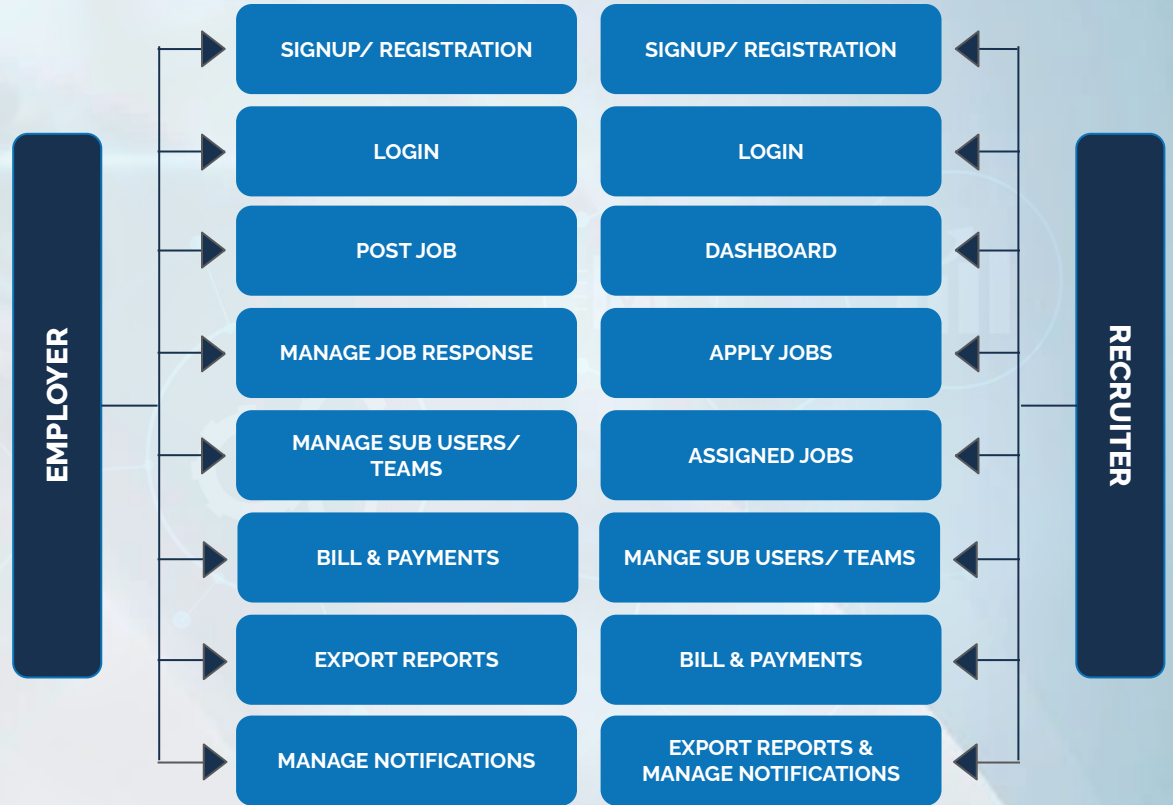 EMPLOYER
SIGNUP/ REGISTRATION
LOGIN
POST JOB
MANAGE JOB RESPONSE
MANAGE SUB USERS/
TEAMS
BILL & PAYMENTS
EXPORT REPORTS
MANAGE NOTIFICATIONS
SIGNUP/ REGISTRATION
LOGIN
DASHBOARD
APPLY JOBS
ASSIGNED JOBS
MANGE SUB USERS/ TEAMS
BILL & PAYMENTS
EXPORT REPORTS &
MANAGE NOTIFICATIONS
RECRUITER